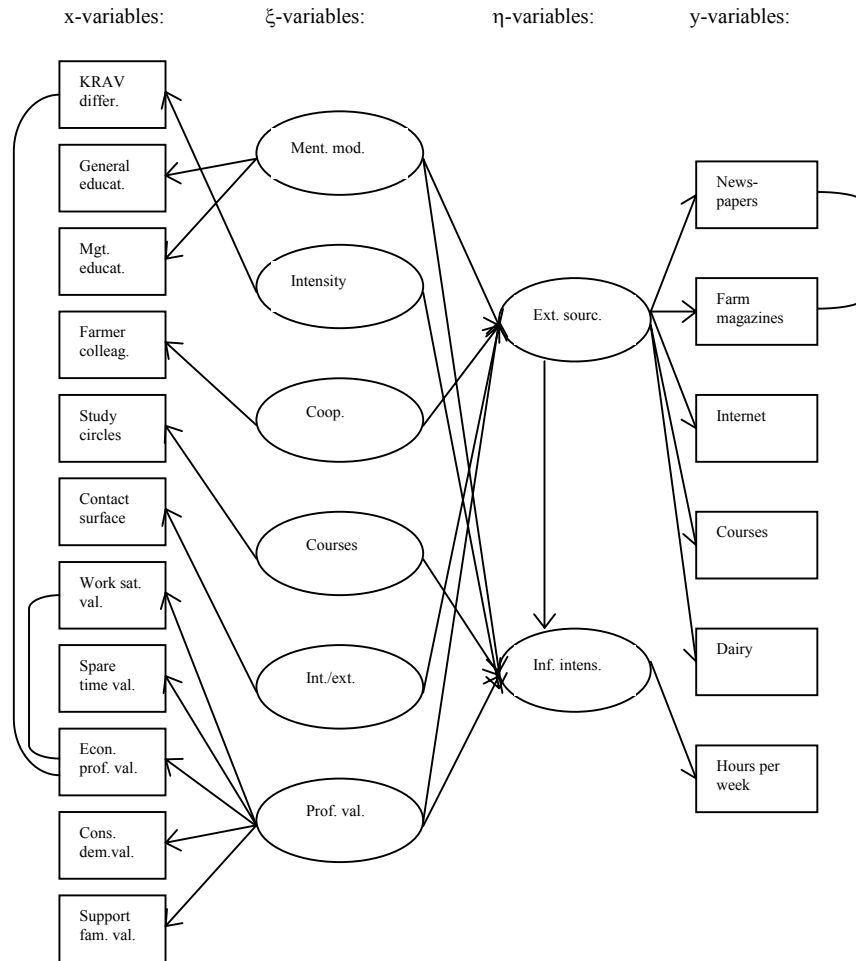 x-variables:
ξ-variables:
η-variables:
y-variables:
KRAV
differ.
General
educat.
Mgt.
educat.
Farmer
colleag.
Study
circles
Contact
surface
Work sat.
val.
Spare
time val.
Econ.
prof. val.
Cons.
dem.val.
Support
fam. val.
Ment. mod.
Intensity
Coop.
Courses
Int./ext.
Prof. val.
Ext. sourc.
Inf. intens.
News-
papers
Farm
magazines
Internet
Courses
Dairy
Hours per
week